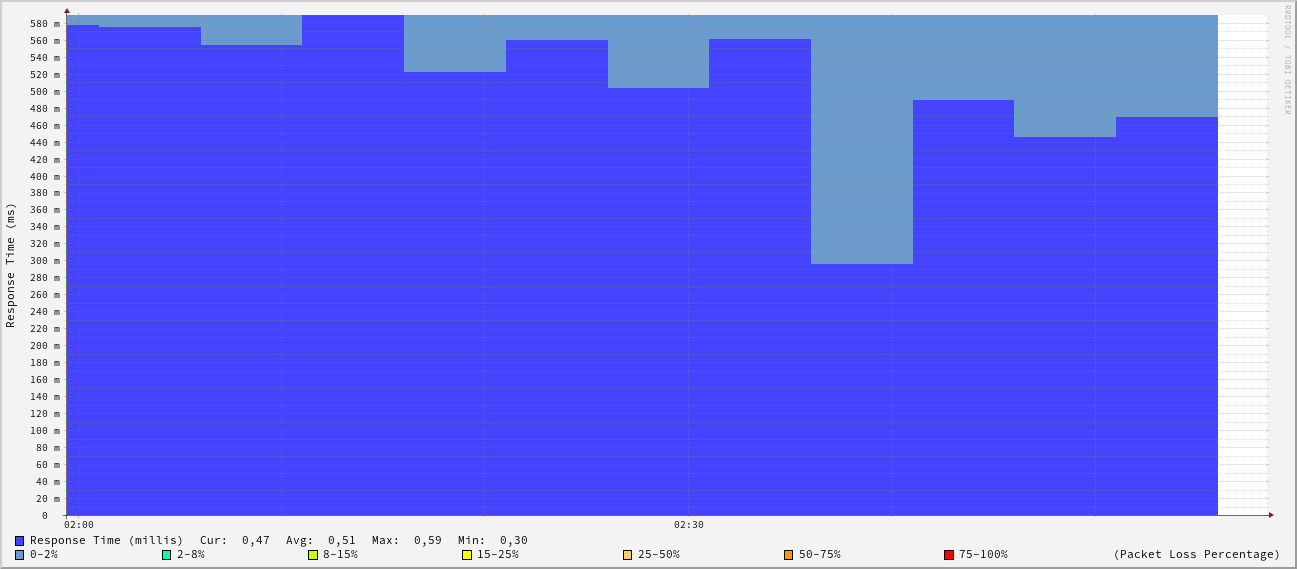 RRDTOOL / TOBI OETIKER
Response Time (ms)
580 m
560 m
540 m
520 m
500 m
480 m
460 m
440 m
420 m
400 m
380 m
360 m
340 m
320 m
300 m
280 m
260 m
240 m
220 m
200 m
180 m
160 m
140 m
120 m
100 m
80 m
60 m
40 m
20 m
0
02:00 02:30
Response Time (millis) Cur: 0,47 Avg: 0,51 Max: 0,59 Min: 0,30
0-2% 2-8% 8-15% 15-25% 25-50% 50-75% 75-100% (Packet Loss Percentage)